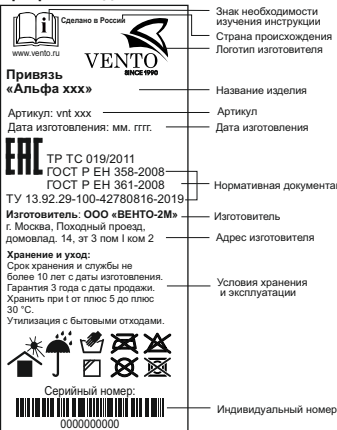 Сделано в России
i
www.vento.ru
VENTO
SINCE 1990
Привязь
«Альфа xxx»
Артикул: vnt xxx
Дата изготовления: мм. гггг.
ЕАС
ТР ТС 019/2011
ГОСТ Р ЕН 358-2008
ГОСТ Р ЕН 361-2008
ТУ 13.92.29-100-42780816-2019
Изготовитель: ООО «ВЕНТО-2М»
г. Москва, Походный проезд,
домовлад. 14, эт 3 пом I ком 2
Хранение и уход:
Срок хранения и службы не
более 10 лет с даты изготовления.
Гарантия 3 года с даты продажи.
Хранить при t от плюс 5 до плюс
30 °C.
Утилизация с бытовыми отходами.
Серийный номер:
0000000000
Знак необходимости
изучения инструкции
Страна происхождения
Логотип изготовителя
Название изделия
Артикул
Дата изготовления
Нормативная документа
Изготовитель
Адрес изготовителя
Условия хранения
и эксплуатации
Индивидуальный номер